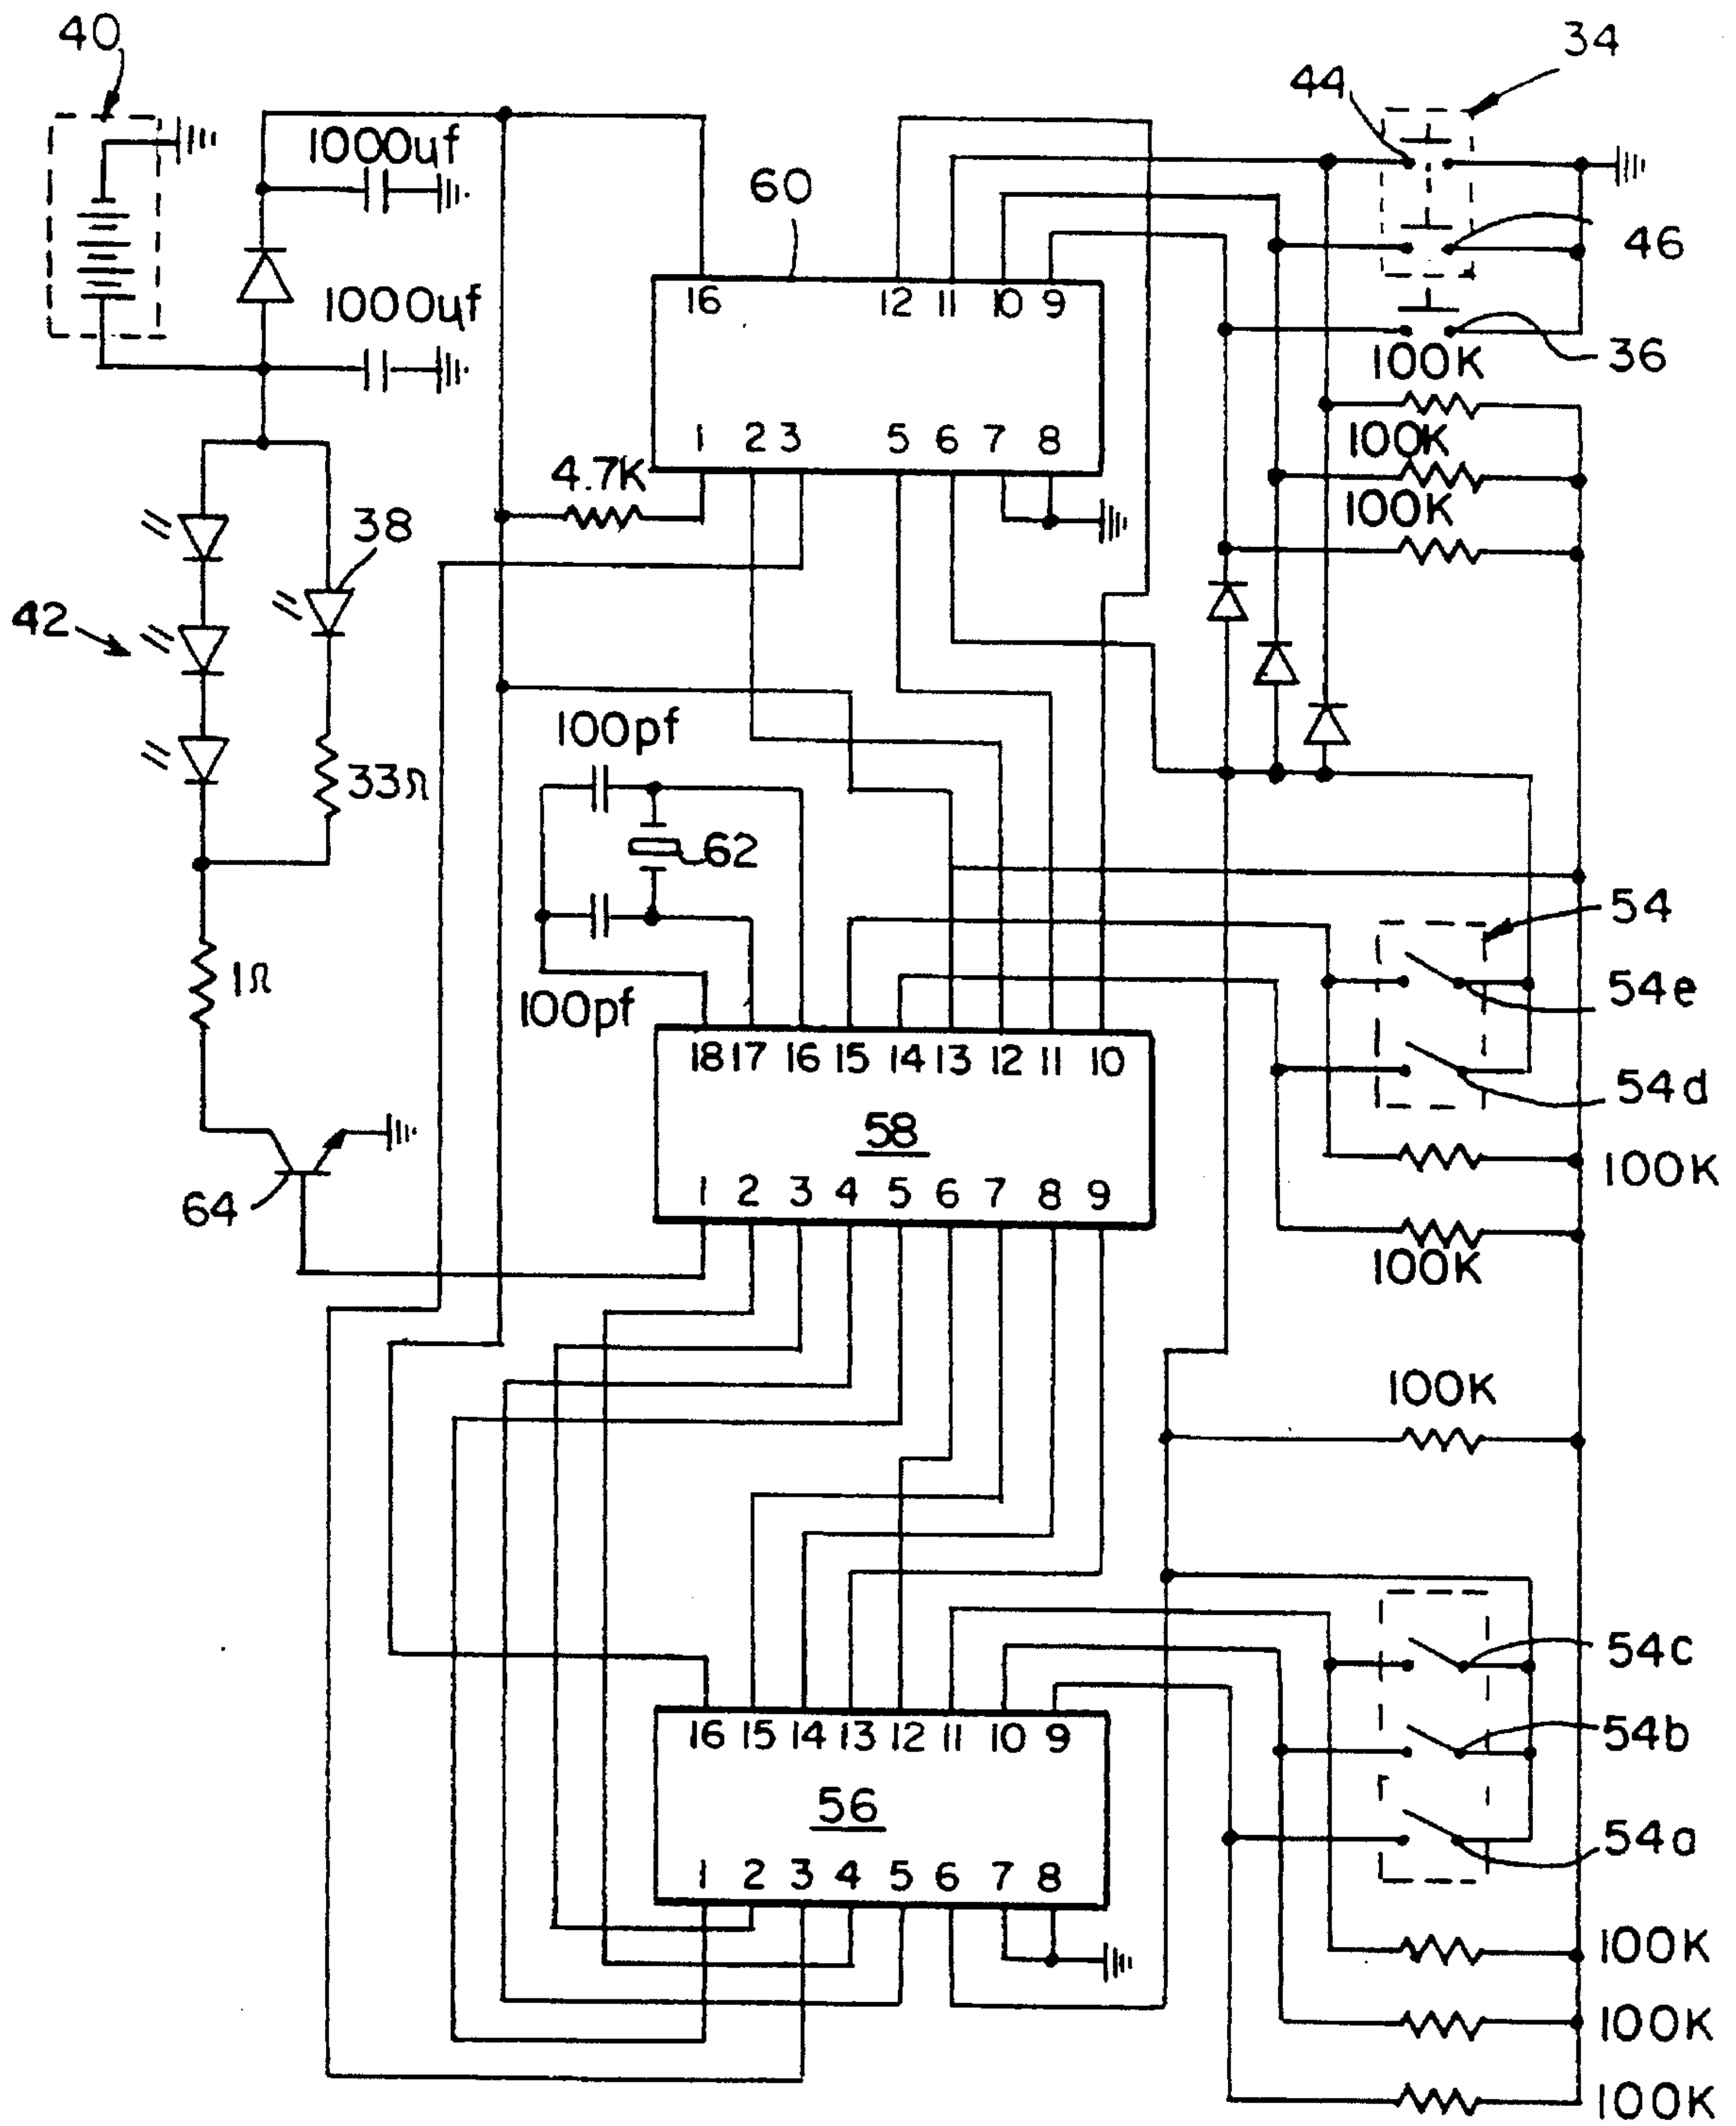 40
34
44
1000uf
60
46
16 12 11 10 9
1000uf
36
100K
1 2 3 5 6 7 8
100K
4.7K
100K
38
42
100pf
33Ω
62
54
1Ω
54e
100pf
18 17 16 15 14 13 12 11 10
54d
58
100K
1 2 3 4 5 6 7 8 9
64
100K
100K
54c
16 15 14 13 12 11 10 9
54b
56
54a
1 2 3 4 5 6 7 8
100K
100K
100K